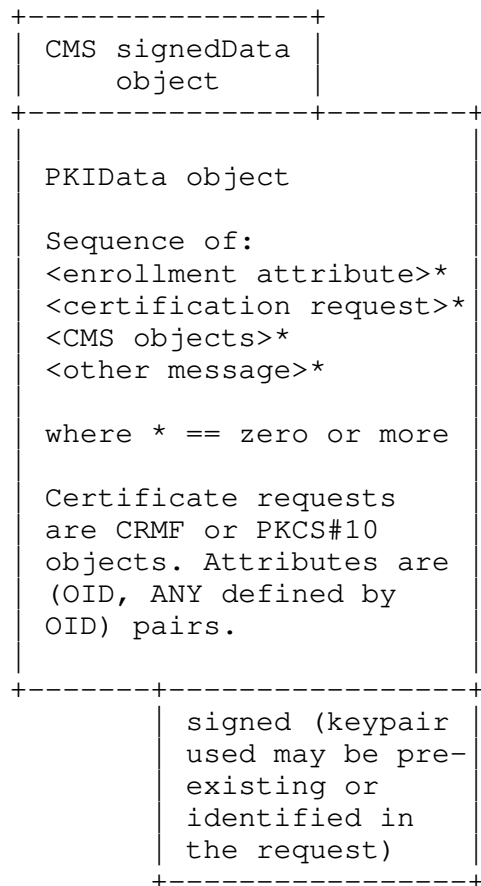 CMS signedData
object
PKIData object
Sequence of:
<enrollment attribute>*
<certification request>*
<CMS objects>*
<other message>*
where * == zero or more
Certificate requests
are CRMF or PKCS#10
objects. Attributes are
(OID, ANY defined by
OID) pairs.
signed (keypair
used may be pre-
existing or
identified in
the request)